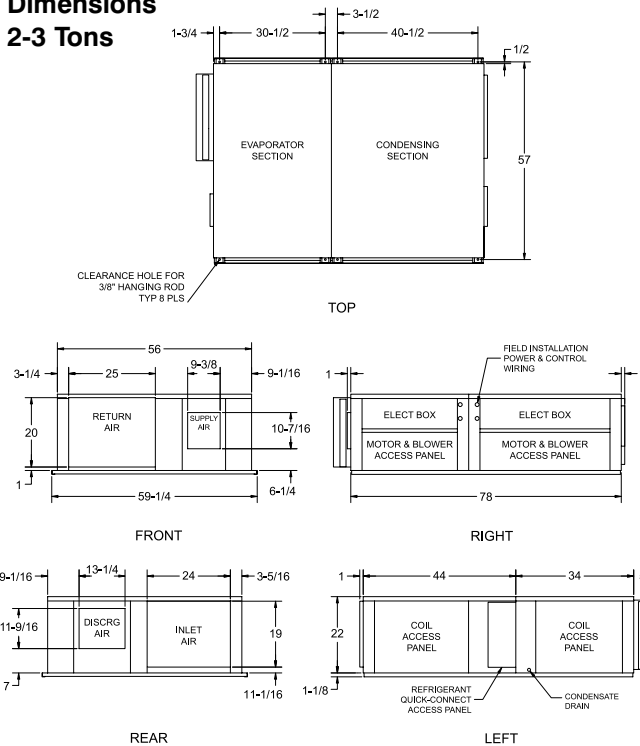 Dimensions
2-3 Tons
3-1/2
1-3/4
30-1/2
40-1/2
1/2
EVAPORATOR
SECTION
CONDENSING
SECTION
57
CLEARANCE HOLE FOR
3/8" HANGING ROD
TYP 8 PLS
TOP
56
3-1/4
25
9-3/8
9-1/16
RETURN
AIR
SUPPLY
AIR
20
10-7/16
1
6-1/4
59-1/4
FRONT
FIELD INSTALLATION
POWER & CONTROL
WIRING
1
ELECT BOX
ELECT BOX
MOTOR & BLOWER
ACCESS PANEL
MOTOR & BLOWER
ACCESS PANEL
78
RIGHT
9-1/16
13-1/4
24
3-5/16
11-9/16
DISCRG
AIR
INLET
AIR
19
7
11-1/16
REAR
1
44
34
22
COIL
ACCESS
PANEL
COIL
ACCESS
PANEL
1-1/8
REFRIGERANT
QUICK-CONNECT
ACCESS PANEL
CONDENSATE
DRAIN
LEFT